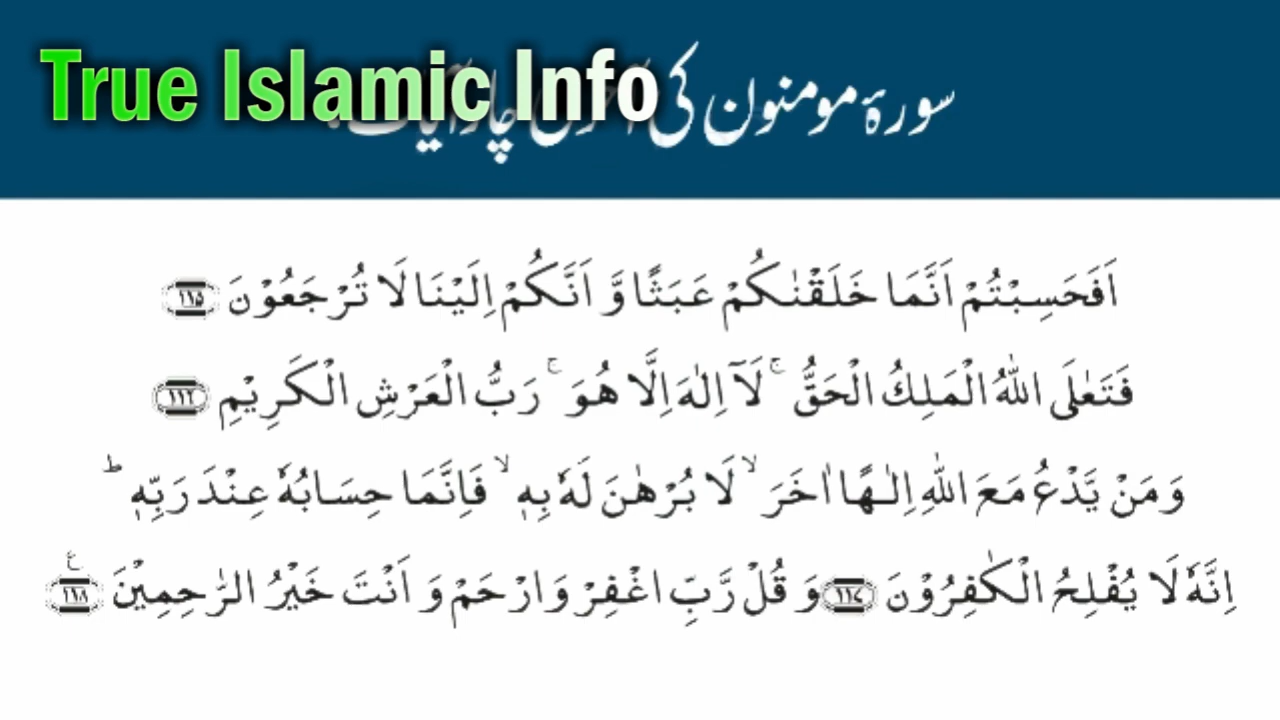 True Islamic Info
سورۂ مومنون کی
اَفَحَسِبْتُمْ اَنَّمَا خَلَقْنٰكُمْ عَبَثًا وَّ اَنَّكُمْ اِلَیْنَا لَا تُرْجَعُوْنَ ﴿۱۱۵﴾
فَتَعٰلَی اللّٰهُ الْمَلِكُ الْحَقُّ ۚ لَاۤ اِلٰهَ اِلَّا هُوَ ۚ رَبُّ الْعَرْشِ الْكَرِیْمِ ﴿۱۱۶﴾
وَ مَنْ یَّدْعُ مَعَ اللّٰهِ اِلٰـهًا اٰخَرَ ۙ لَا بُرْهٰنَ لَهٗ بِهٖ ۙ فَاِنَّمَا حِسَابُهٗ عِنْدَ رَبِّهٖ ؕ
اِنَّهٗ لَا یُفْلِحُ الْكٰفِرُوْنَ ﴿۱۱۷﴾ وَ قُلْ رَّبِّ اغْفِرْ وَ ارْحَمْ وَ اَنْتَ خَیْرُ الرّٰحِمِیْنَ ﴿۱۱۸﴾ ع